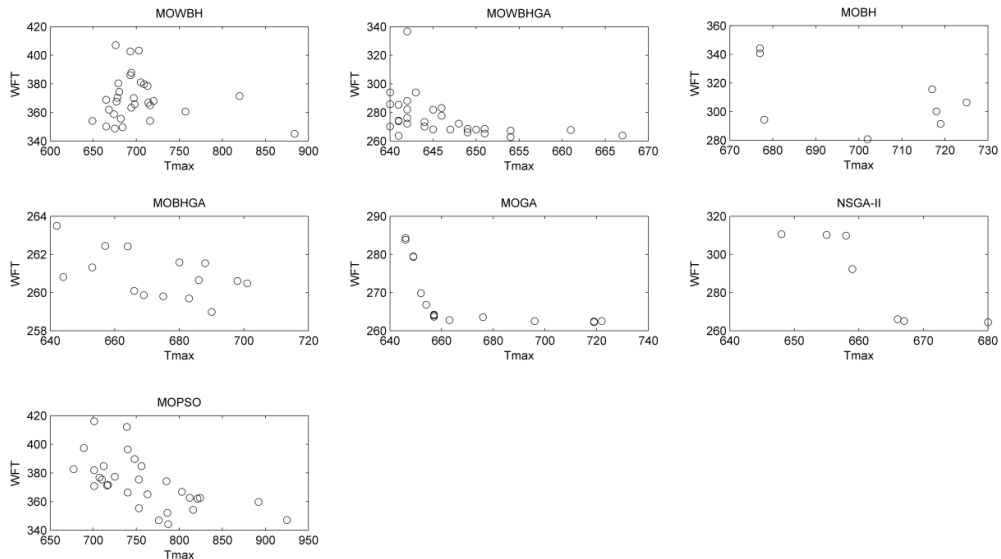 MOWBH
420
400
380
360
340
WFT
600 650 700 750 800 850 900
Tmax
MOWBHGA
340
320
300
280
260
WFT
640 645 650 655 660 665 670
Tmax
MOBH
360
340
320
300
280
WFT
670 680 690 700 710 720 730
Tmax
MOBHGA
264
262
260
258
WFT
640 660 680 700 720
Tmax
MOGA
290
280
270
260
WFT
640 660 680 700 720 740
Tmax
NSGA-II
320
310
300
290
280
260
WFT
640 650 660 670 680
Tmax
MOPSO
420
400
380
360
340
WFT
650 700 750 800 850 900 950
Tmax